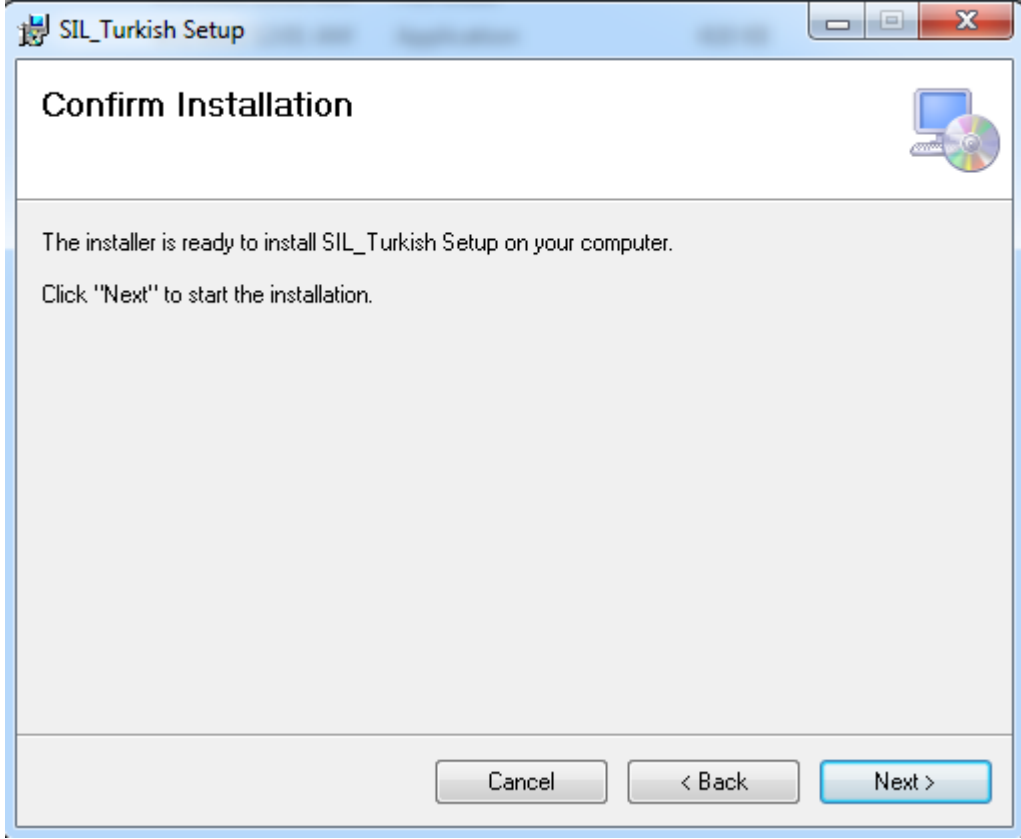 SIL_Turkish Setup
Confirm Installation
The installer is ready to install SIL_Turkish Setup on your computer.
Click "Next" to start the installation.
Cancel
< Back
Next >